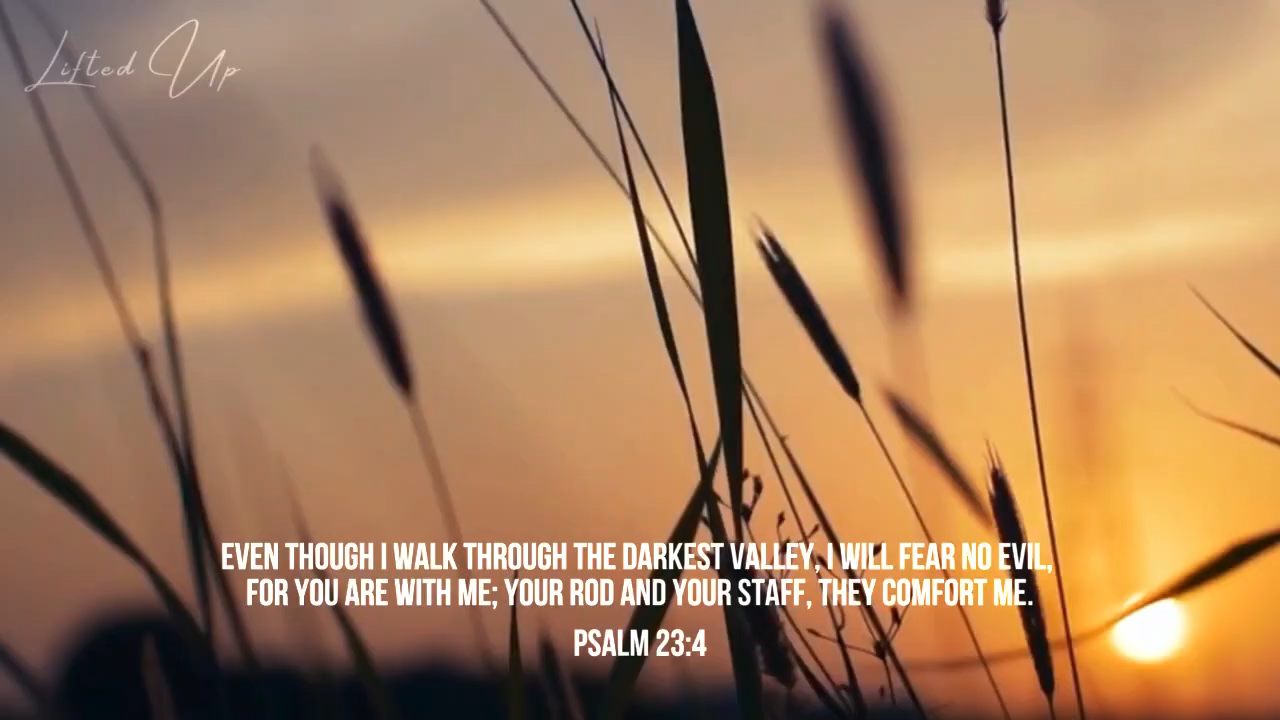 Lifted Up
EVEN THOUGH I WALK THROUGH THE DARKEST VALLEY, I WILL FEAR NO EVIL,
FOR YOU ARE WITH ME; YOUR ROD AND YOUR STAFF, THEY COMFORT ME.
PSALM 23:4